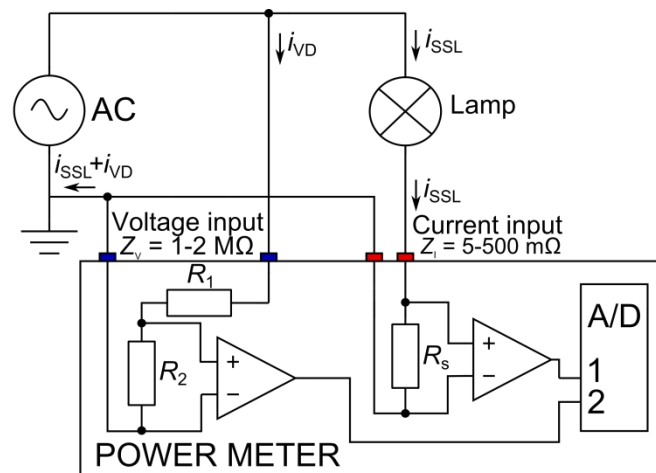 i_VD
i_SSL
AC
Lamp
i_SSL+i_VD
i_SSL
Voltage input
Z_v = 1-2 MΩ
Current input
Z_I = 5-500 mΩ
R_1
A/D
R_2
+
−
R_s
+
−
1
2
POWER METER